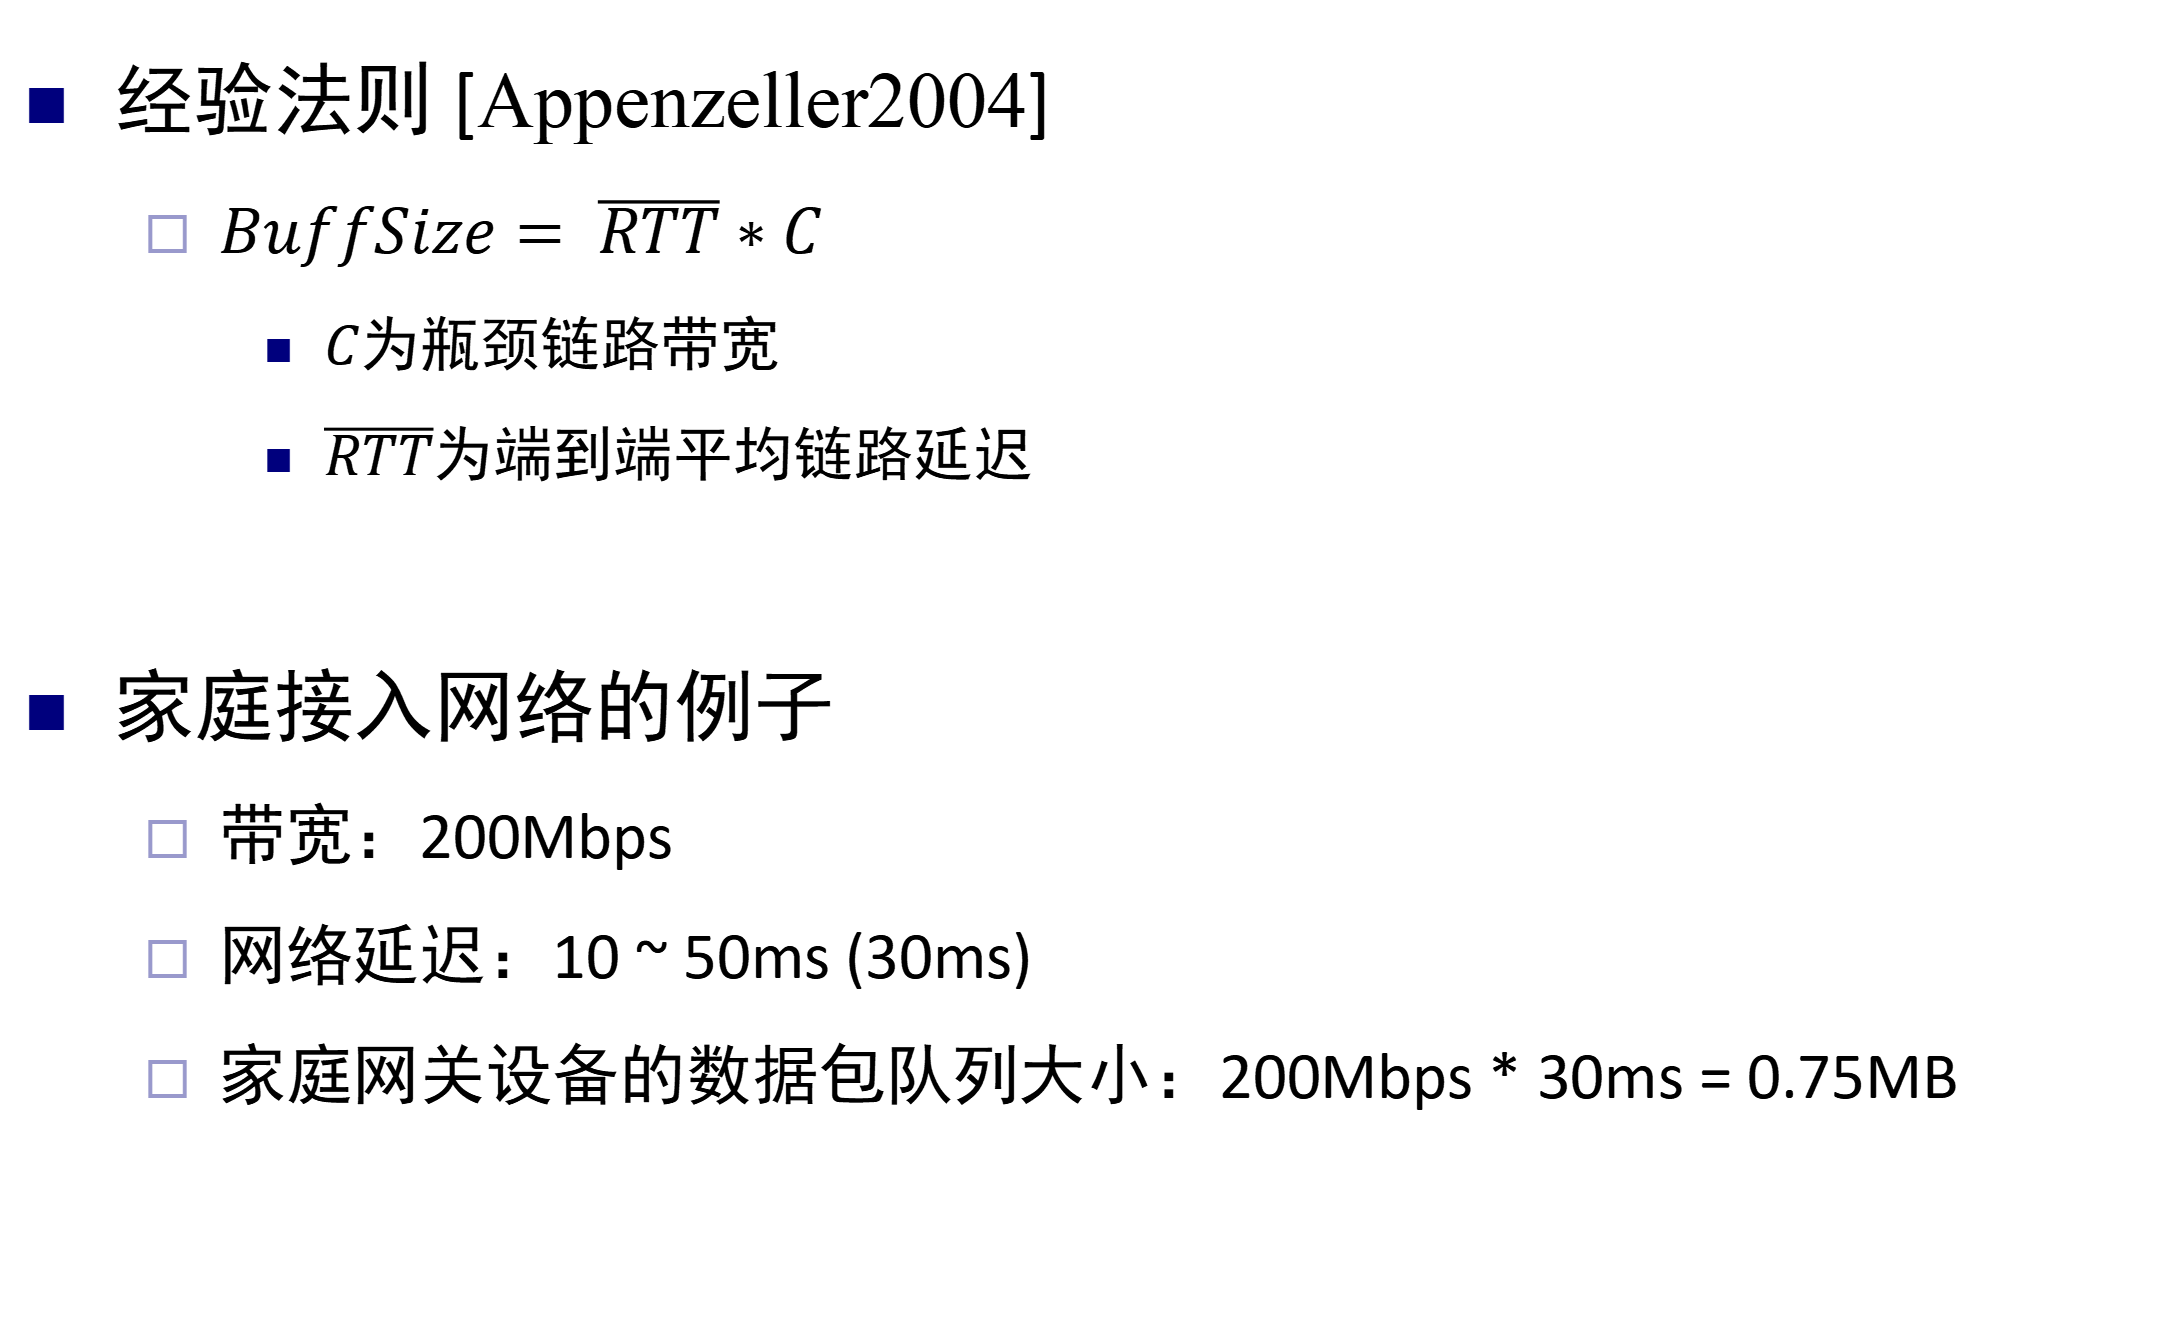 经验法则 [Appenzeller2004]
BuffSize = \overline{RTT} * C
C为瓶颈链路带宽
\overline{RTT}为端到端平均链路延迟
家庭接入网络的例子
带宽：200Mbps
网络延迟：10 ~ 50ms (30ms)
家庭网关设备的数据包队列大小：200Mbps * 30ms = 0.75MB